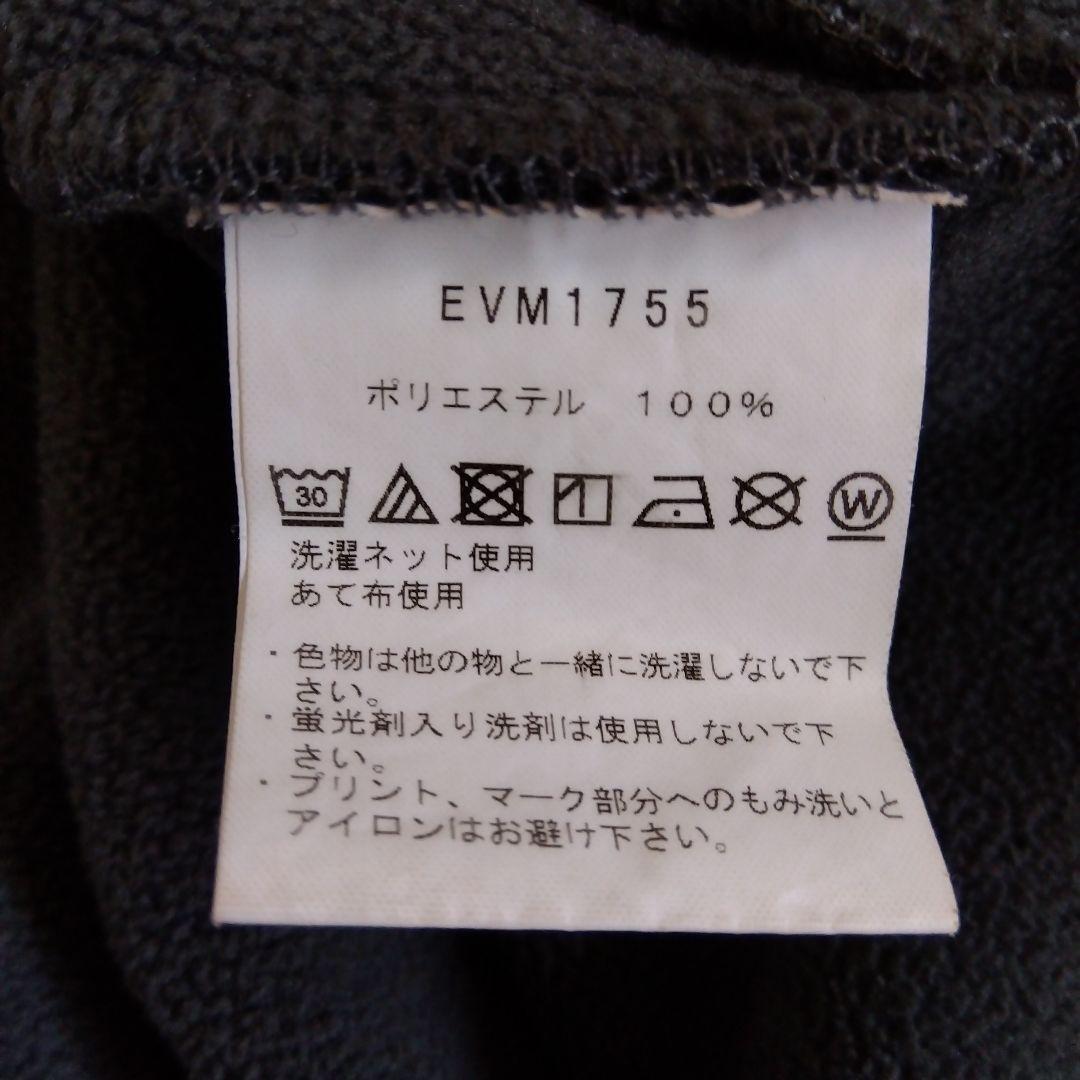 EVM1755
ポリエステル 100%
30 W
洗濯ネット使用
あて布使用
・色物は他の物と一緒に洗濯しないで下
さい。
・蛍光剤入り洗剤は使用しないで下
さい。
・プリント、マーク部分へのもみ洗いと
アイロンはお避け下さい。